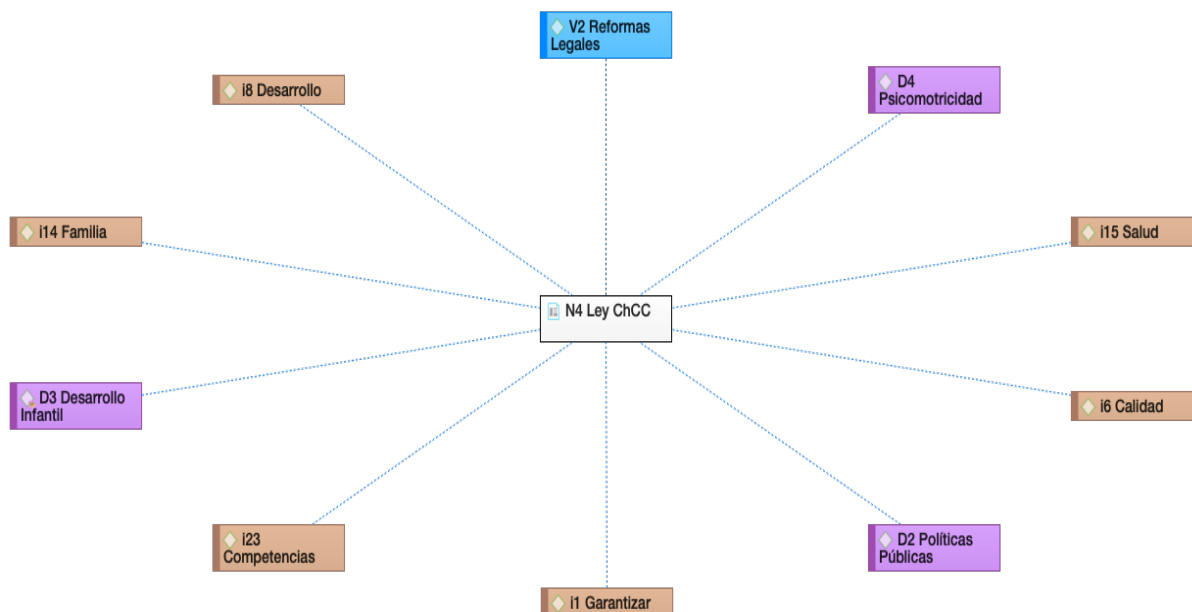 V2 Reformas
Legales
i8 Desarrollo
D4
Psicomotricidad
i14 Familia
i15 Salud
N4 Ley ChCC
D3 Desarrollo
Infantil
i6 Calidad
i23
Competencias
D2 Políticas
Públicas
i1 Garantizar